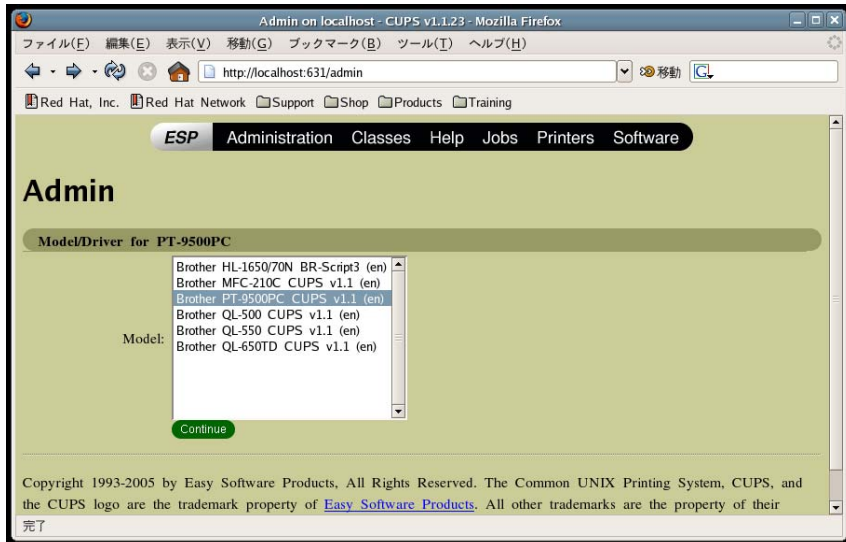 Admin on localhost - CUPS v1.1.23 - Mozilla Firefox
ファイル(F) 編集(E) 表示(V) 移動(G) ブックマーク(B) ツール(T) ヘルプ(H)
http://localhost:631/admin 移動 G
Red Hat, Inc. Red Hat Network Support Shop Products Training
ESP Administration Classes Help Jobs Printers Software
Admin
Model/Driver for PT-9500PC
Model:
Brother HL-1650/70N BR-Script3 (en)
Brother MFC-210C CUPS v1.1 (en)
Brother PT-9500PC CUPS v1.1 (en)
Brother QL-500 CUPS v1.1 (en)
Brother QL-550 CUPS v1.1 (en)
Brother QL-650TD CUPS v1.1 (en)
Continue
Copyright 1993-2005 by Easy Software Products, All Rights Reserved. The Common UNIX Printing System, CUPS, and
the CUPS logo are the trademark property of Easy Software Products. All other trademarks are the property of their
完了